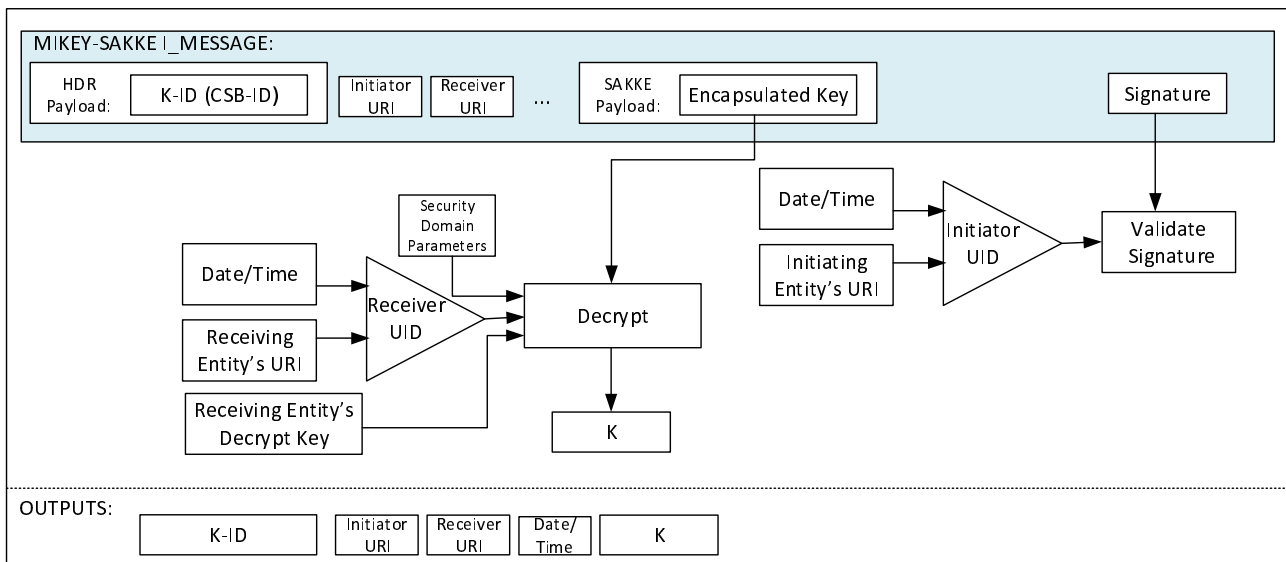 MIKEY-SAKKE I_MESSAGE:
HDR
Payload:
K-ID (CSB-ID)
Initiator
URI
Receiver
URI
...
SAKKE
Payload:
Encapsulated Key
Signature
Security
Domain
Parameters
Date/Time
Receiving
Entity’s URI
Receiver
UID
Receiving Entity’s
Decrypt Key
Decrypt
K
Date/Time
Initiating
Entity’s URI
Initiator
UID
Validate
Signature
OUTPUTS:
K-ID
Initiator
URI
Receiver
URI
Date/
Time
K